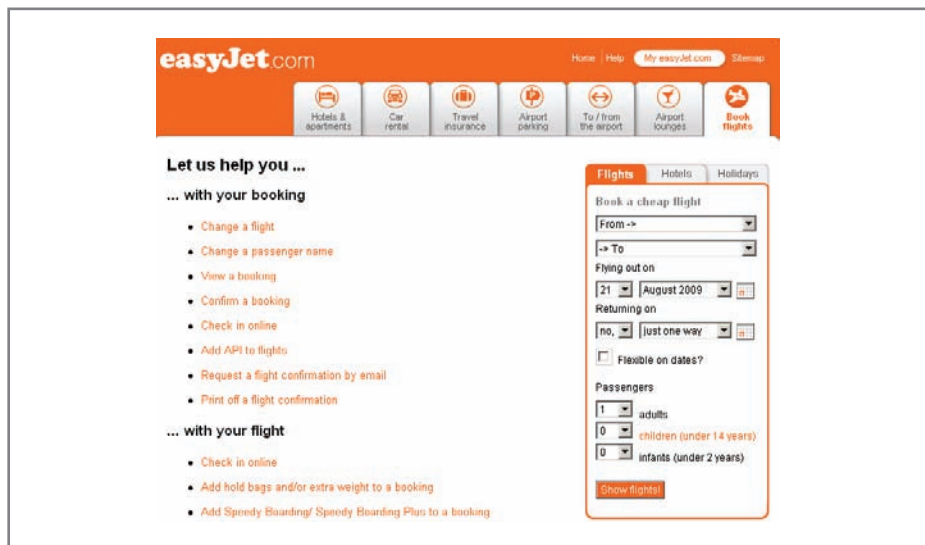 easyJet.com
Home | Help My easyJet.com Sitemap
Hotels &
apartments
Car
rental
Travel
insurance
Airport
parking
To / from
the airport
Airport
lounges
Book
flights
Let us help you ...
... with your booking
• Change a flight
• Change a passenger name
• View a booking
• Confirm a booking
• Check in online
• Add API to flights
• Request a flight confirmation by email
• Print off a flight confirmation
... with your flight
• Check in online
• Add hold bags and/or extra weight to a booking
• Add Speedy Boarding/ Speedy Boarding Plus to a booking
Flights Hotels Holidays
Book a cheap flight
From ->
-> To
Flying out on
21 August 2009
Returning on
no, just one way
Flexible on dates?
Passengers
1 adults
0 children (under 14 years)
0 infants (under 2 years)
Show flights!